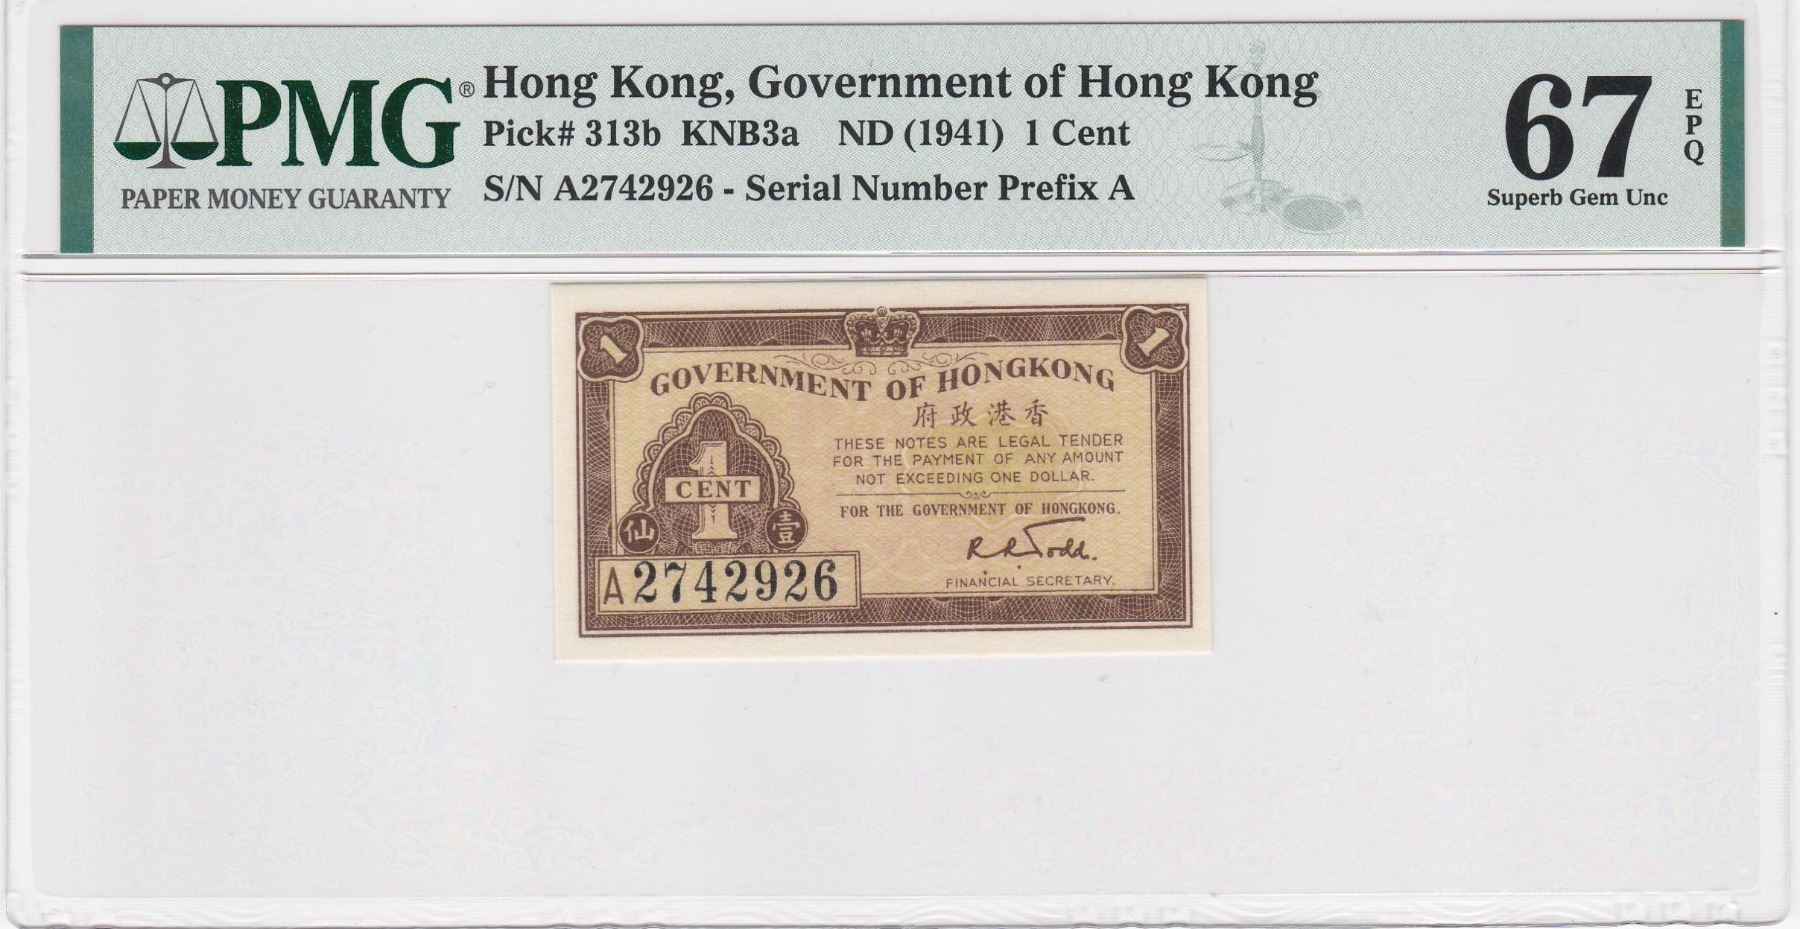 PMG®
PAPER MONEY GUARANTY
Hong Kong, Government of Hong Kong
Pick# 313b KNB3a ND (1941) 1 Cent
S/N A2742926 - Serial Number Prefix A
67
EPQ
Superb Gem Unc
1
1
GOVERNMENT OF HONGKONG
府政港香
THESE NOTES ARE LEGAL TENDER
FOR THE PAYMENT OF ANY AMOUNT
NOT EXCEEDING ONE DOLLAR.
FOR THE GOVERNMENT OF HONGKONG.
R.R. Todd.
FINANCIAL SECRETARY.
1
CENT
仙 壹
A2742926